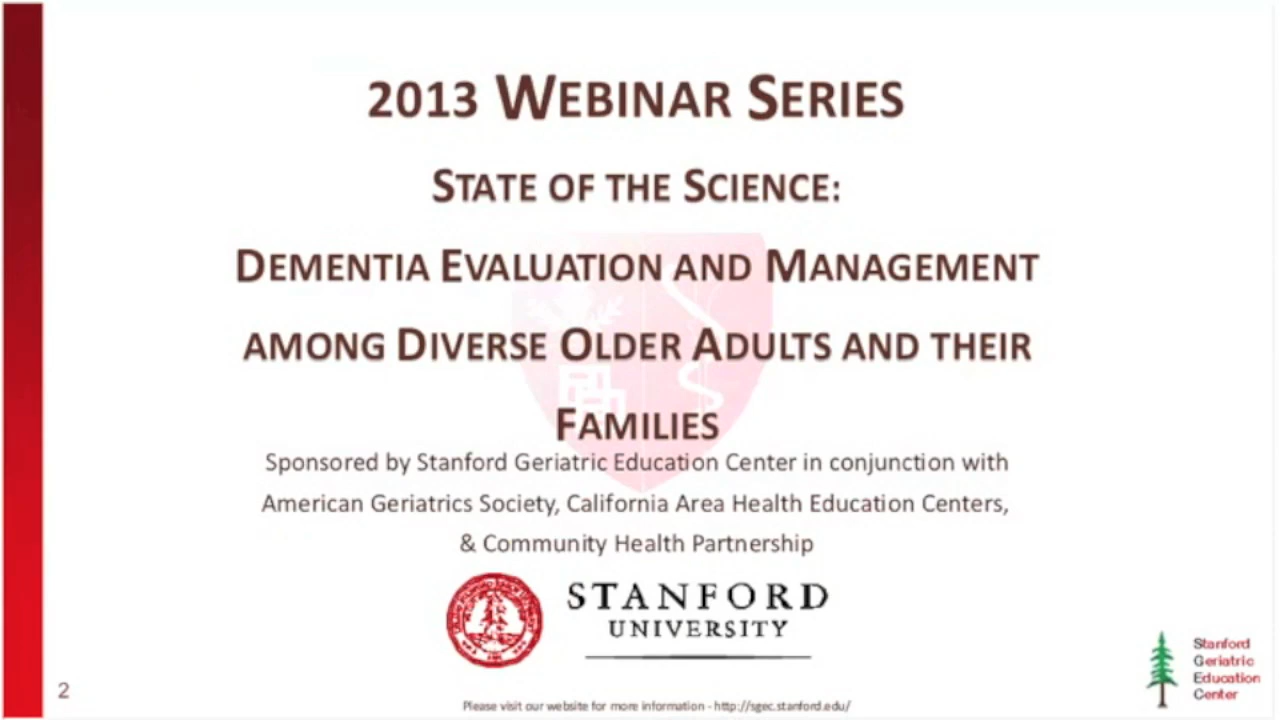 2013 WEBINAR SERIES
STATE OF THE SCIENCE:
DEMENTIA EVALUATION AND MANAGEMENT
AMONG DIVERSE OLDER ADULTS AND THEIR
FAMILIES
Sponsored by Stanford Geriatric Education Center in conjunction with
American Geriatrics Society, California Area Health Education Centers,
& Community Health Partnership
STANFORD
UNIVERSITY
Stanford
Geriatric
Education
Center
2
Please visit our website for more information - http://sgec.stanford.edu/